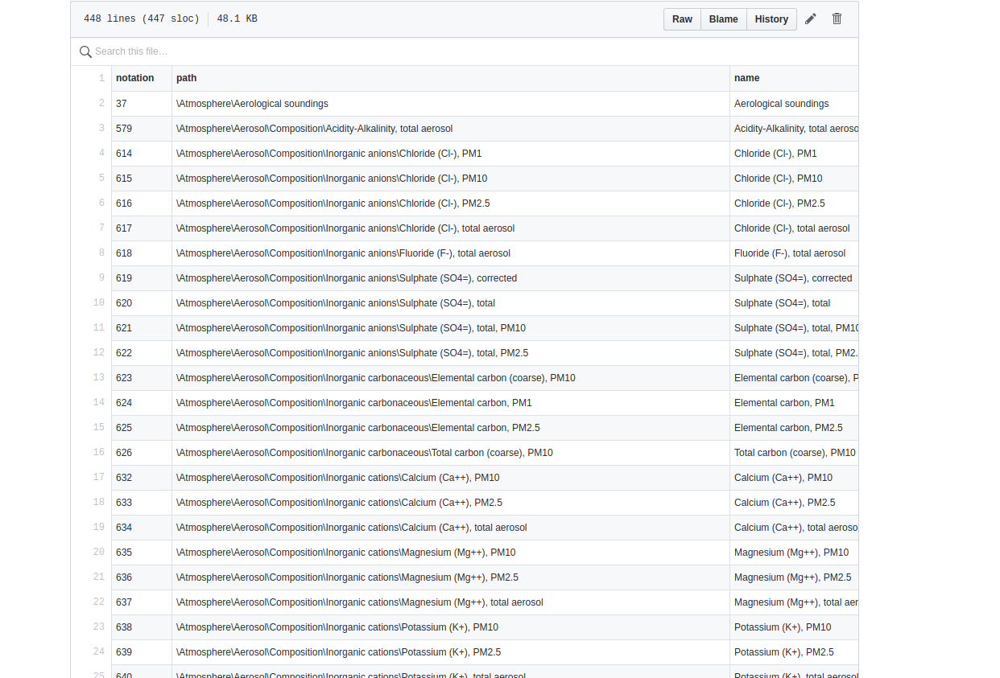 448 lines (447 sloc) 48.1 KB Raw Blame History
Search this file…
1 notation path name
2 37 \Atmosphere\Aerological soundings Aerological soundings
3 579 \Atmosphere\Aerosol\Composition\Acidity-Alkalinity, total aerosol Acidity-Alkalinity, total aeroso
4 614 \Atmosphere\Aerosol\Composition\Inorganic anions\Chloride (Cl-), PM1 Chloride (Cl-), PM1
5 615 \Atmosphere\Aerosol\Composition\Inorganic anions\Chloride (Cl-), PM10 Chloride (Cl-), PM10
6 616 \Atmosphere\Aerosol\Composition\Inorganic anions\Chloride (Cl-), PM2.5 Chloride (Cl-), PM2.5
7 617 \Atmosphere\Aerosol\Composition\Inorganic anions\Chloride (Cl-), total aerosol Chloride (Cl-), total aerosol
8 618 \Atmosphere\Aerosol\Composition\Inorganic anions\Fluoride (F-), total aerosol Fluoride (F-), total aerosol
9 619 \Atmosphere\Aerosol\Composition\Inorganic anions\Sulphate (SO4=), corrected Sulphate (SO4=), corrected
10 620 \Atmosphere\Aerosol\Composition\Inorganic anions\Sulphate (SO4=), total Sulphate (SO4=), total
11 621 \Atmosphere\Aerosol\Composition\Inorganic anions\Sulphate (SO4=), total, PM10 Sulphate (SO4=), total, PM10
12 622 \Atmosphere\Aerosol\Composition\Inorganic anions\Sulphate (SO4=), total, PM2.5 Sulphate (SO4=), total, PM2.
13 623 \Atmosphere\Aerosol\Composition\Inorganic carbonaceous\Elemental carbon (coarse), PM10 Elemental carbon (coarse), P
14 624 \Atmosphere\Aerosol\Composition\Inorganic carbonaceous\Elemental carbon, PM1 Elemental carbon, PM1
15 625 \Atmosphere\Aerosol\Composition\Inorganic carbonaceous\Elemental carbon, PM2.5 Elemental carbon, PM2.5
16 626 \Atmosphere\Aerosol\Composition\Inorganic carbonaceous\Total carbon (coarse), PM10 Total carbon (coarse), PM10
17 632 \Atmosphere\Aerosol\Composition\Inorganic cations\Calcium (Ca++), PM10 Calcium (Ca++), PM10
18 633 \Atmosphere\Aerosol\Composition\Inorganic cations\Calcium (Ca++), PM2.5 Calcium (Ca++), PM2.5
19 634 \Atmosphere\Aerosol\Composition\Inorganic cations\Calcium (Ca++), total aerosol Calcium (Ca++), total aeroso
20 635 \Atmosphere\Aerosol\Composition\Inorganic cations\Magnesium (Mg++), PM10 Magnesium (Mg++), PM10
21 636 \Atmosphere\Aerosol\Composition\Inorganic cations\Magnesium (Mg++), PM2.5 Magnesium (Mg++), PM2.5
22 637 \Atmosphere\Aerosol\Composition\Inorganic cations\Magnesium (Mg++), total aerosol Magnesium (Mg++), total aer
23 638 \Atmosphere\Aerosol\Composition\Inorganic cations\Potassium (K+), PM10 Potassium (K+), PM10
24 639 \Atmosphere\Aerosol\Composition\Inorganic cations\Potassium (K+), PM2.5 Potassium (K+), PM2.5
25 640 \Atmosphere\Aerosol\Composition\Inorganic cations\Potassium (K+), total aerosol Potassium (K+), total aerosol